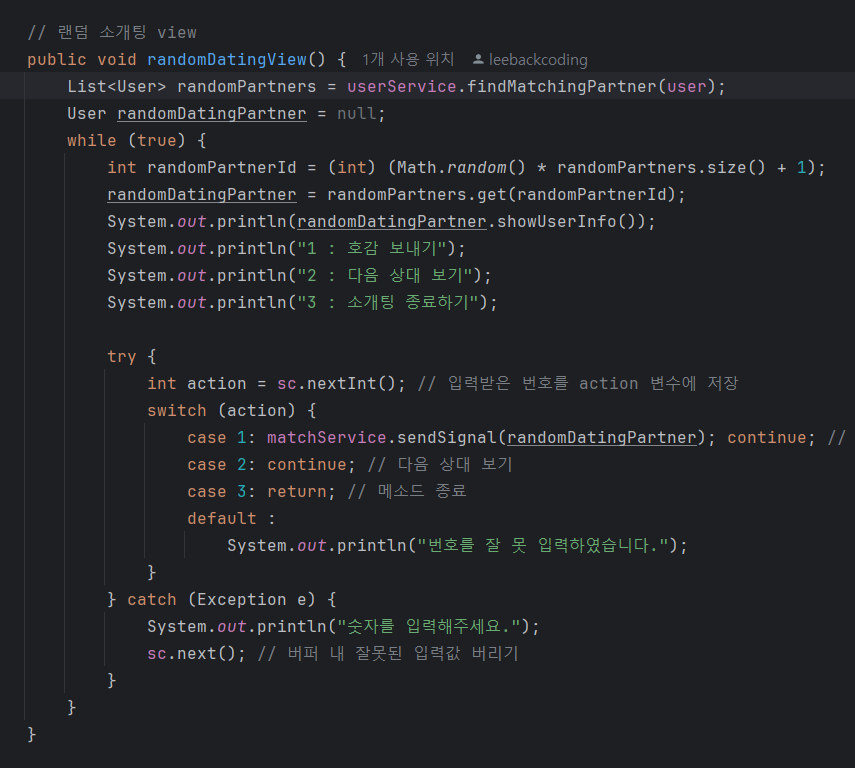 // 랜덤 소개팅 view
public void randomDatingView() { 1개 사용 위치 leebackcoding
List<User> randomPartners = userService.findMatchingPartner(user);
User randomDatingPartner = null;
while (true) {
int randomPartnerId = (int) (Math.random() * randomPartners.size() + 1);
randomDatingPartner = randomPartners.get(randomPartnerId);
System.out.println(randomDatingPartner.showUserInfo());
System.out.println("1 : 호감 보내기");
System.out.println("2 : 다음 상대 보기");
System.out.println("3 : 소개팅 종료하기");
try {
int action = sc.nextInt(); // 입력받은 번호를 action 변수에 저장
switch (action) {
case 1: matchService.sendSignal(randomDatingPartner); continue; //
case 2: continue; // 다음 상대 보기
case 3: return; // 메소드 종료
default :
System.out.println("번호를 잘 못 입력하였습니다.");
}
} catch (Exception e) {
System.out.println("숫자를 입력해주세요.");
sc.next(); // 버퍼 내 잘못된 입력값 버리기
}
}
}